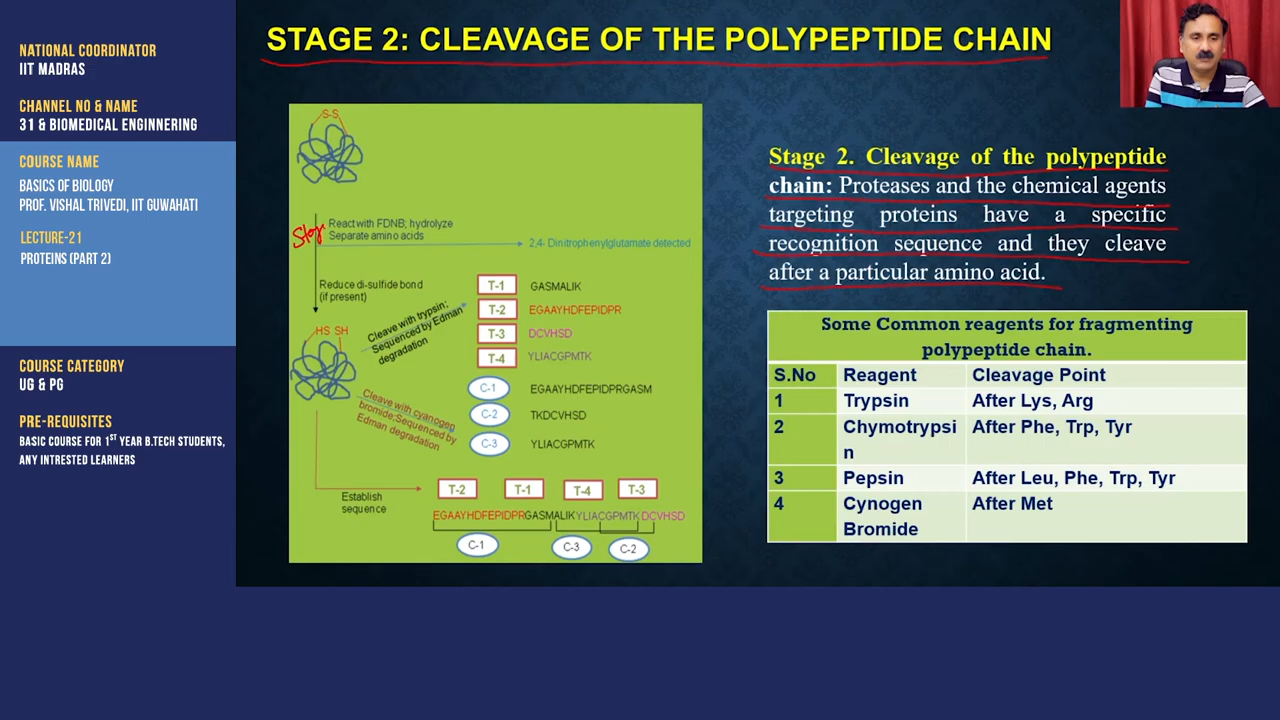 NATIONAL COORDINATOR
IIT MADRAS
CHANNEL NO & NAME
31 & BIOMEDICAL ENGINNERING
COURSE NAME
BASICS OF BIOLOGY
PROF. VISHAL TRIVEDI, IIT GUWAHATI
LECTURE-21
PROTEINS (PART 2)
COURSE CATEGORY
UG & PG
PRE-REQUISITES
BASIC COURSE FOR 1ST YEAR B.TECH STUDENTS,
ANY INTRESTED LEARNERS
STAGE 2: CLEAVAGE OF THE POLYPEPTIDE CHAIN
S-S
React with FDNB, hydrolyze
Separate amino acids
2,4- Dinitrophenylglutamate detected
Reduce di-sulfide bond
(if present)
HS SH
Cleave with trypsin;
Sequenced by Edman
degradation
T-1 GASMALIK
T-2 EGAAYHDFEPIDPR
T-3 DCVHSD
T-4 YLIACGPMTK
Cleave with cyanogen
bromide;Sequenced by
Edman degradation
C-1 EGAAYHDFEPIDPRGASM
C-2 TKDCVHSD
C-3 YLIACGPMTK
Establish
sequence
T-2 T-1 T-4 T-3
EGAAYHDFEPIDPRGASMALIKYLIACGPMTKDCVHSD
C-1 C-3 C-2
Stage 2. Cleavage of the polypeptide
chain: Proteases and the chemical agents
targeting proteins have a specific
recognition sequence and they cleave
after a particular amino acid.
Some Common reagents for fragmenting
polypeptide chain.
S.No Reagent Cleavage Point
1 Trypsin After Lys, Arg
2 Chymotrypsi After Phe, Trp, Tyr
n
3 Pepsin After Leu, Phe, Trp, Tyr
4 Cynogen After Met
Bromide